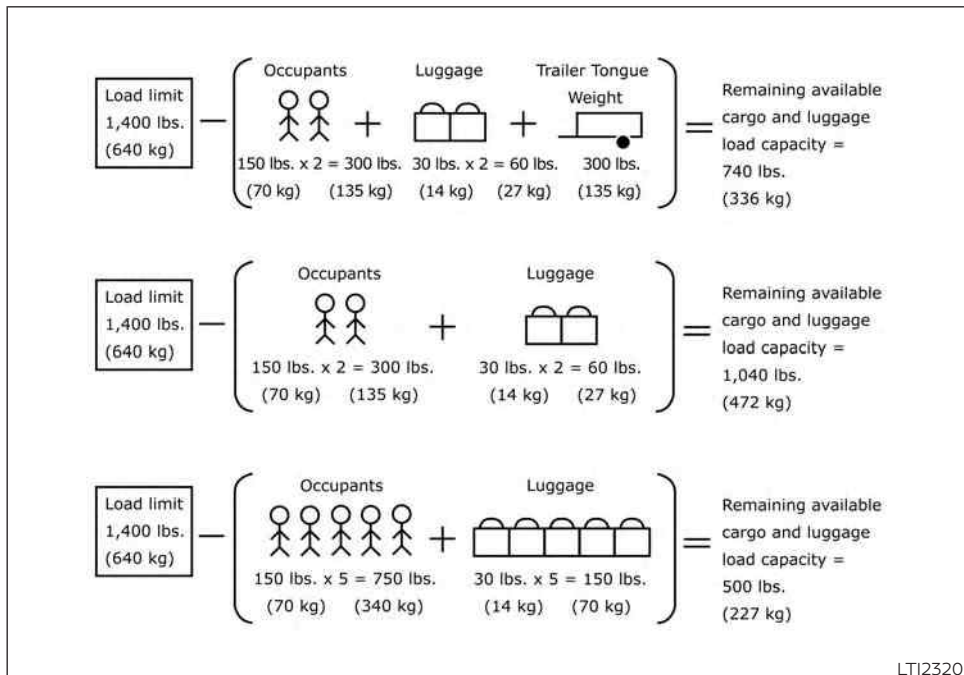 Occupants Luggage Trailer Tongue
Weight
Load limit
1,400 lbs.
(640 kg)
150 lbs. x 2 = 300 lbs. 30 lbs. x 2 = 60 lbs. 300 lbs.
(70 kg) (135 kg) (14 kg) (27 kg) (135 kg)
Remaining available
cargo and luggage
load capacity =
740 lbs.
(336 kg)
Occupants Luggage
Load limit
1,400 lbs.
(640 kg)
150 lbs. x 2 = 300 lbs. 30 lbs. x 2 = 60 lbs.
(70 kg) (135 kg) (14 kg) (27 kg)
Remaining available
cargo and luggage
load capacity =
1,040 lbs.
(472 kg)
Occupants Luggage
Load limit
1,400 lbs.
(640 kg)
150 lbs. x 5 = 750 lbs. 30 lbs. x 5 = 150 lbs.
(70 kg) (340 kg) (14 kg) (70 kg)
Remaining available
cargo and luggage
load capacity =
500 lbs.
(227 kg)
LTI2320